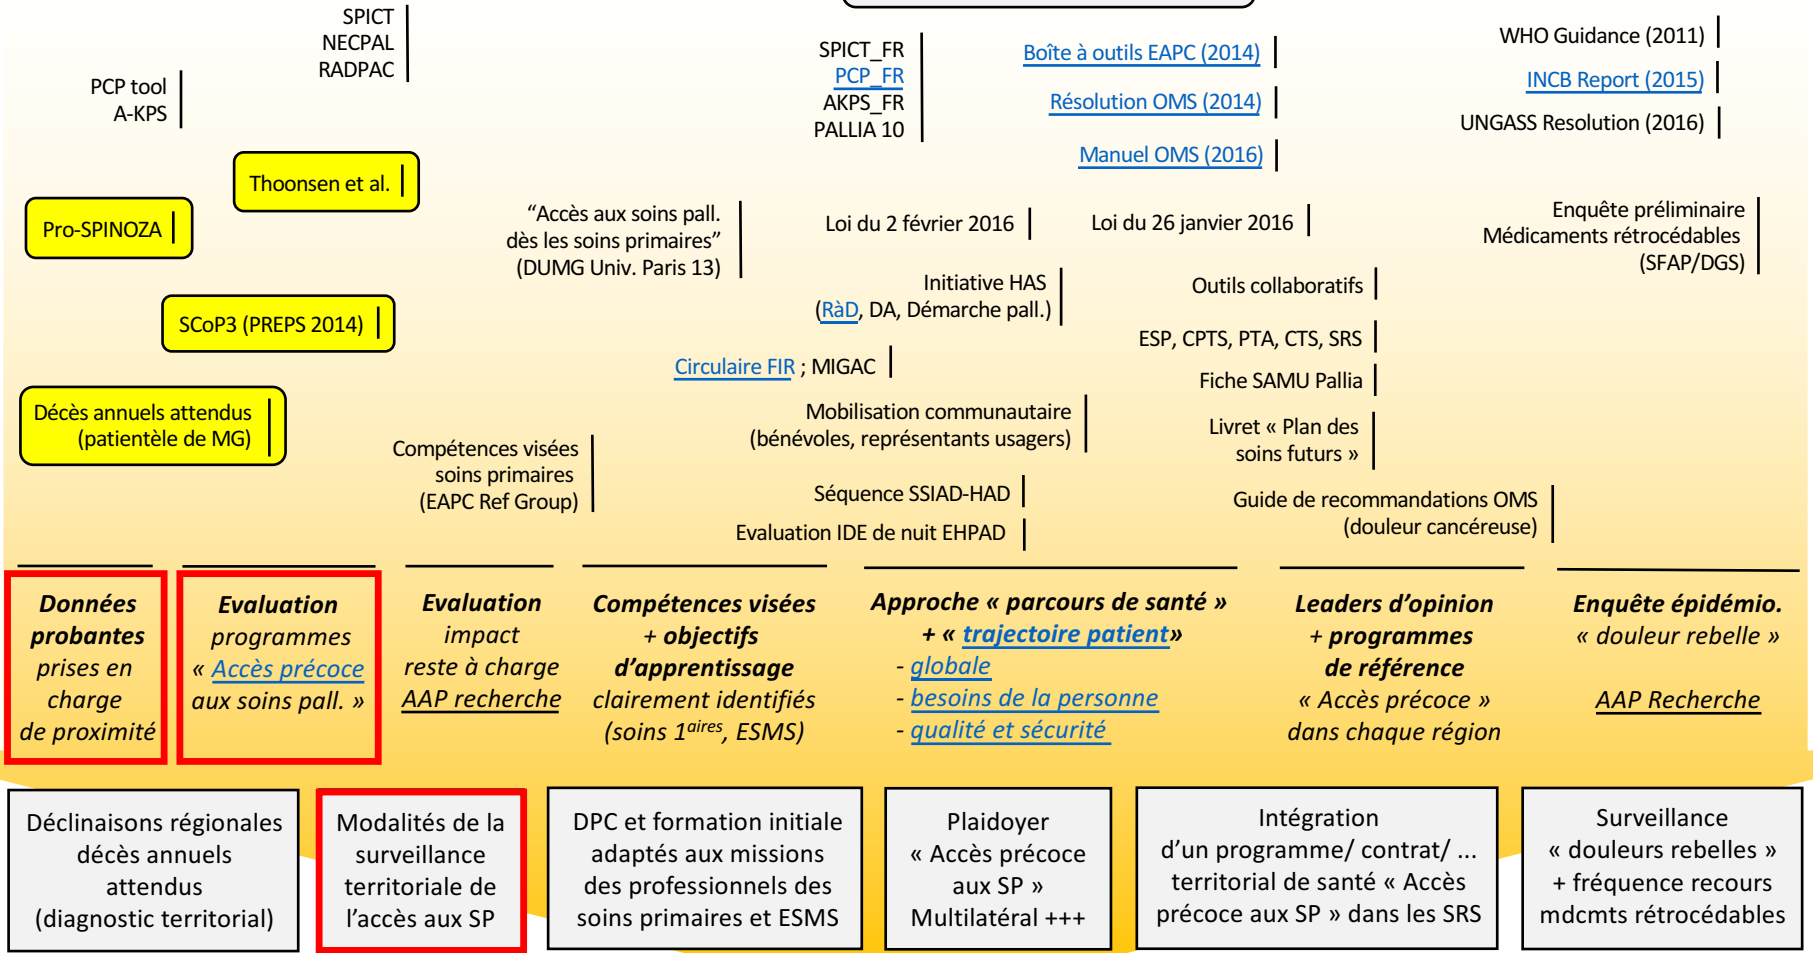 SPICT
NECPAL
RADPAC
PCP tool
A-KPS
Thoonsen et al.
Pro-SPINOZA
SCoP3 (PREPS 2014)
Décès annuels attendus
(patientèle de MG)
“Accès aux soins pall.
dès les soins primaires”
(DUMG Univ. Paris 13)
Compétences visées
soins primaires
(EAPC Ref Group)
SPICT_FR
PCP_FR
AKPS_FR
PALLIA 10
Loi du 2 février 2016
Initiative HAS
(RàD, DA, Démarche pall.)
Circulaire FIR ; MIGAC
Mobilisation communautaire
(bénévoles, représentants usagers)
Séquence SSIAD-HAD
Evaluation IDE de nuit EHPAD
Boîte à outils EAPC (2014)
Résolution OMS (2014)
Manuel OMS (2016)
Loi du 26 janvier 2016
Outils collaboratifs
ESP, CPTS, PTA, CTS, SRS
Fiche SAMU Pallia
Livret « Plan des
soins futurs »
Guide de recommandations OMS
(douleur cancéreuse)
WHO Guidance (2011)
INCB Report (2015)
UNGASS Resolution (2016)
Enquête préliminaire
Médicaments rétrocédables
(SFAP/DGS)
Données
probantes
prises en
charge
de proximité
Evaluation
programmes
« Accès précoce
aux soins pall. »
Evaluation
impact
reste à charge
AAP recherche
Compétences visées
+ objectifs
d’apprentissage
clairement identifiés
(soins 1aires, ESMS)
Approche « parcours de santé »
+ « trajectoire patient»
- globale
- besoins de la personne
- qualité et sécurité
Leaders d’opinion
+ programmes
de référence
« Accès précoce »
dans chaque région
Enquête épidémio.
« douleur rebelle »
AAP Recherche
Déclinaisons régionales
décès annuels
attendus
(diagnostic territorial)
Modalités de la
surveillance
territoriale de
l’accès aux SP
DPC et formation initiale
adaptés aux missions
des professionnels des
soins primaires et ESMS
Plaidoyer
« Accès précoce
aux SP »
Multilatéral +++
Intégration
d’un programme/ contrat/ ...
territorial de santé « Accès
précoce aux SP » dans les SRS
Surveillance
« douleurs rebelles »
+ fréquence recours
mdcmts rétrocédables